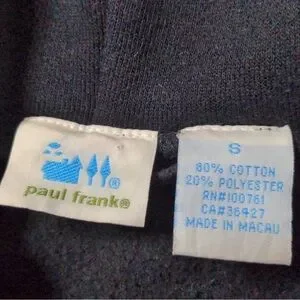 ®
paul frank®
S
80% COTTON
20% POLYESTER
RN#100761
CA#36427
MADE IN MACAU